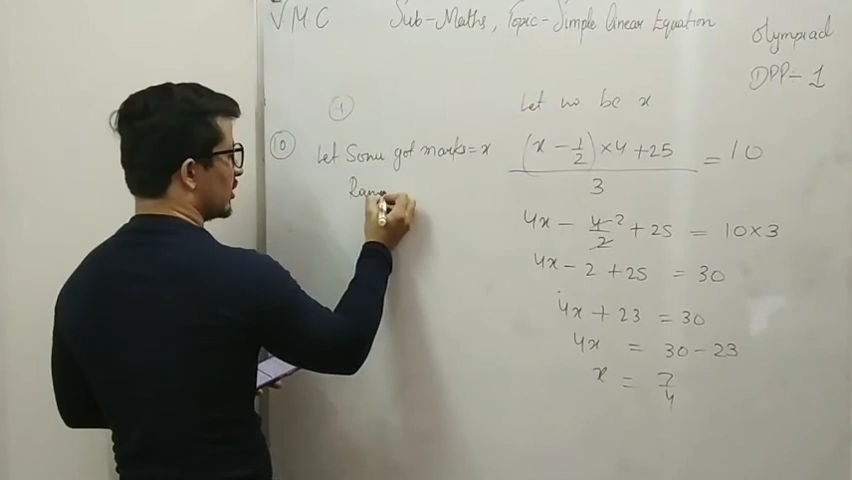 VMC Sub-Maths, Topic-Simple linear Equation
Olympiad
DPP-1
①
⑩ Let Sonu got marks=x
Ram
Let no be x
(x - 1/2) × 4 + 25 / 3 = 10
4x - 4/2 2 + 25 = 10×3
4x - 2 + 25 = 30
4x + 23 = 30
4x = 30 - 23
x = 7/4